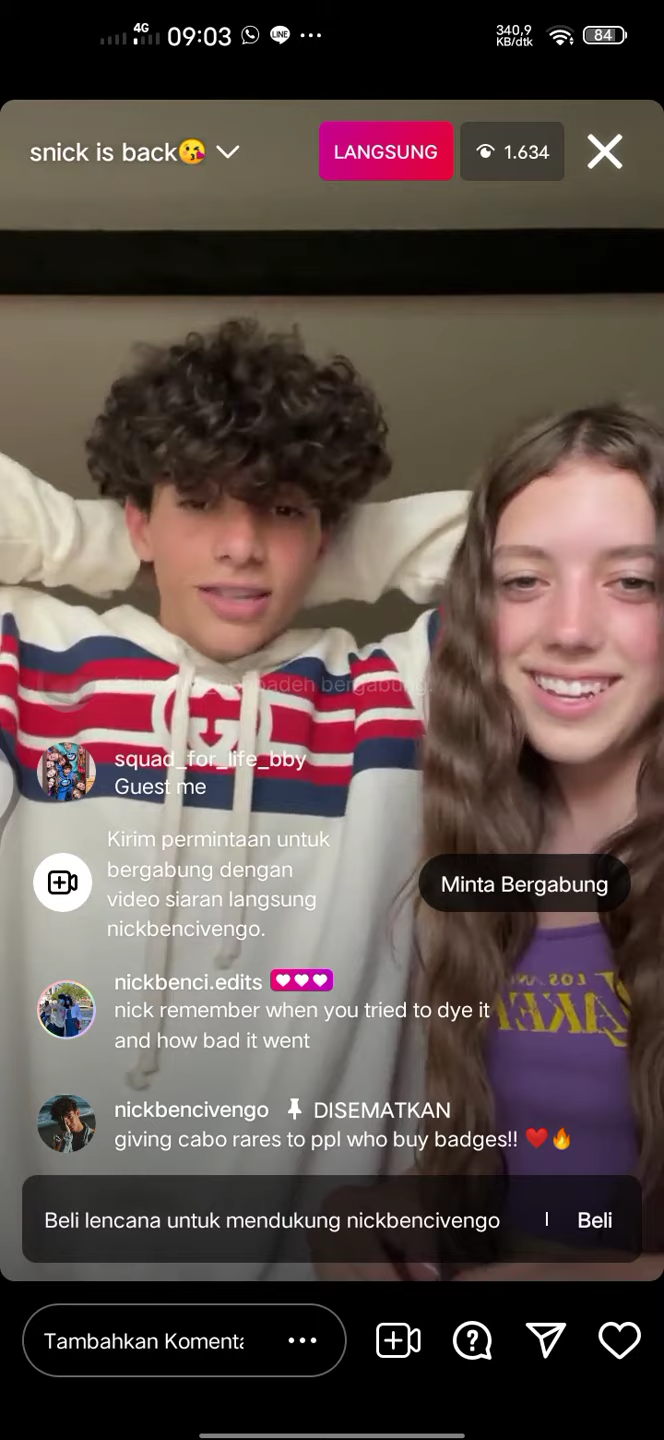 4G 09:03 LINE 340,9 KB/dtk 84
snick is back😘 LANGSUNG 1.634
squad_for_life_bby
Guest me
Kirim permintaan untuk
bergabung dengan
video siaran langsung
nickbencivengo.
Minta Bergabung
nickbenci.edits
nick remember when you tried to dye it
and how bad it went
nickbencivengo DISEMATKAN
giving cabo rares to ppl who buy badges!! ❤️🔥
Beli lencana untuk mendukung nickbencivengo | Beli
Tambahkan Komenta